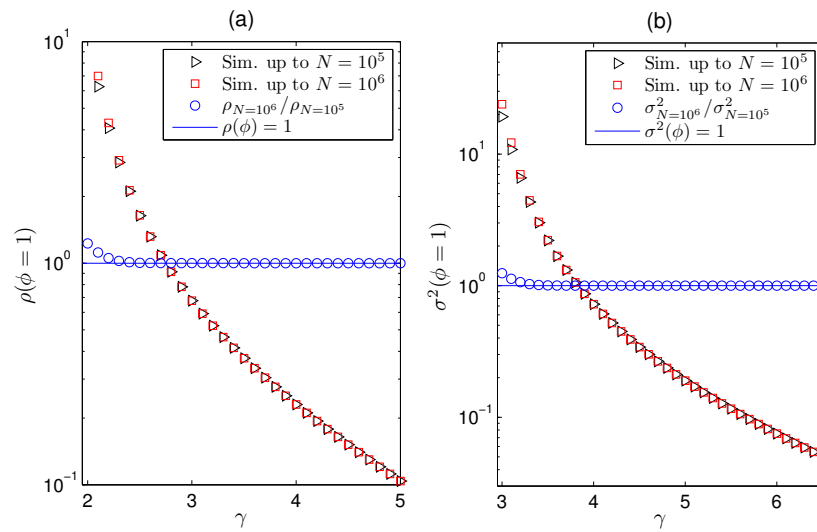 (a)
10^1
10^0
10^{-1}
ρ(ϕ = 1)
2
3
4
5
γ
Sim. up to N = 10^5
Sim. up to N = 10^6
ρ_{N=10^6}/ρ_{N=10^5}
ρ(ϕ) = 1
(b)
10^1
10^0
10^{-1}
σ^2(ϕ = 1)
3
4
5
6
γ
Sim. up to N = 10^5
Sim. up to N = 10^6
σ^2_{N=10^6}/σ^2_{N=10^5}
σ^2(ϕ) = 1